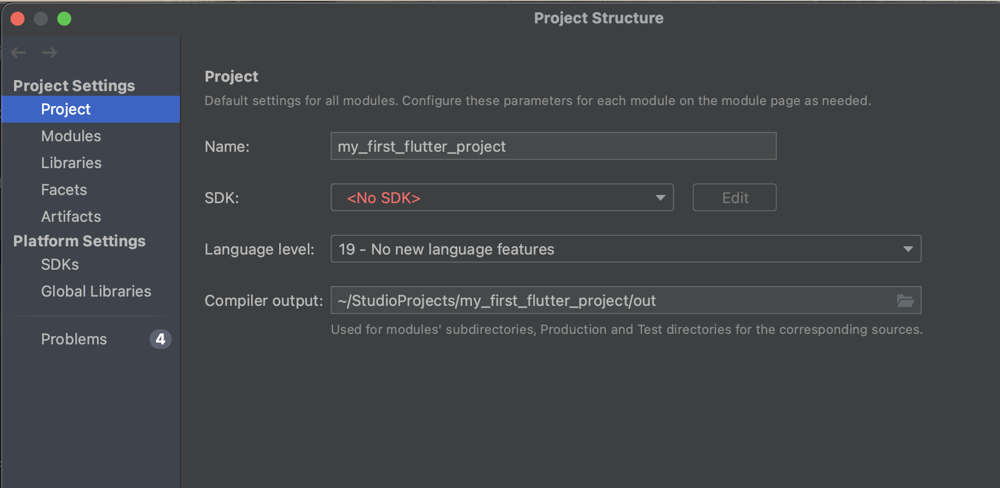 Project Structure
Project Settings
Project
Modules
Libraries
Facets
Artifacts
Platform Settings
SDKs
Global Libraries
Problems 4
Project
Default settings for all modules. Configure these parameters for each module on the module page as needed.
Name: my_first_flutter_project
SDK: <No SDK> Edit
Language level: 19 - No new language features
Compiler output: ~/StudioProjects/my_first_flutter_project/out
Used for modules' subdirectories, Production and Test directories for the corresponding sources.